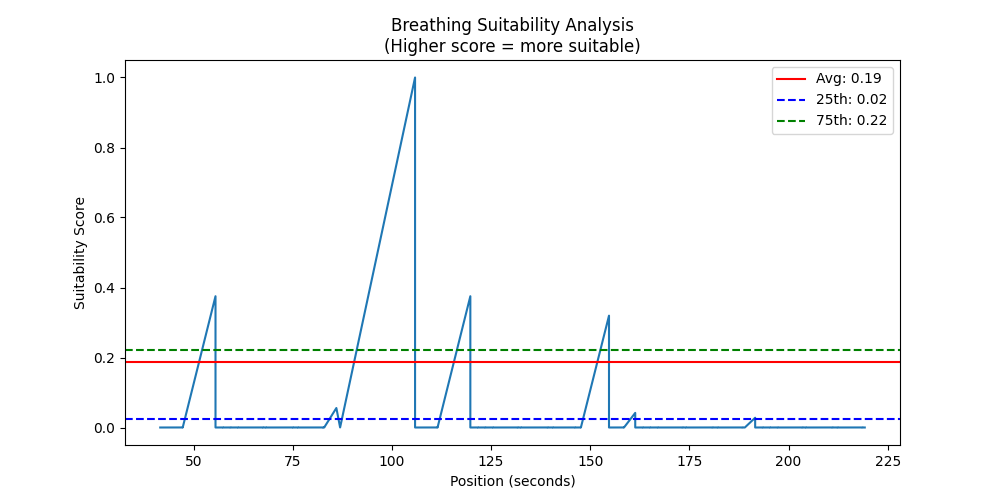 Breathing Suitability Analysis
(Higher score = more suitable)
Avg: 0.19
25th: 0.02
75th: 0.22
Suitability Score
1.0
0.8
0.6
0.4
0.2
0.0
50
75
100
125
150
175
200
225
Position (seconds)